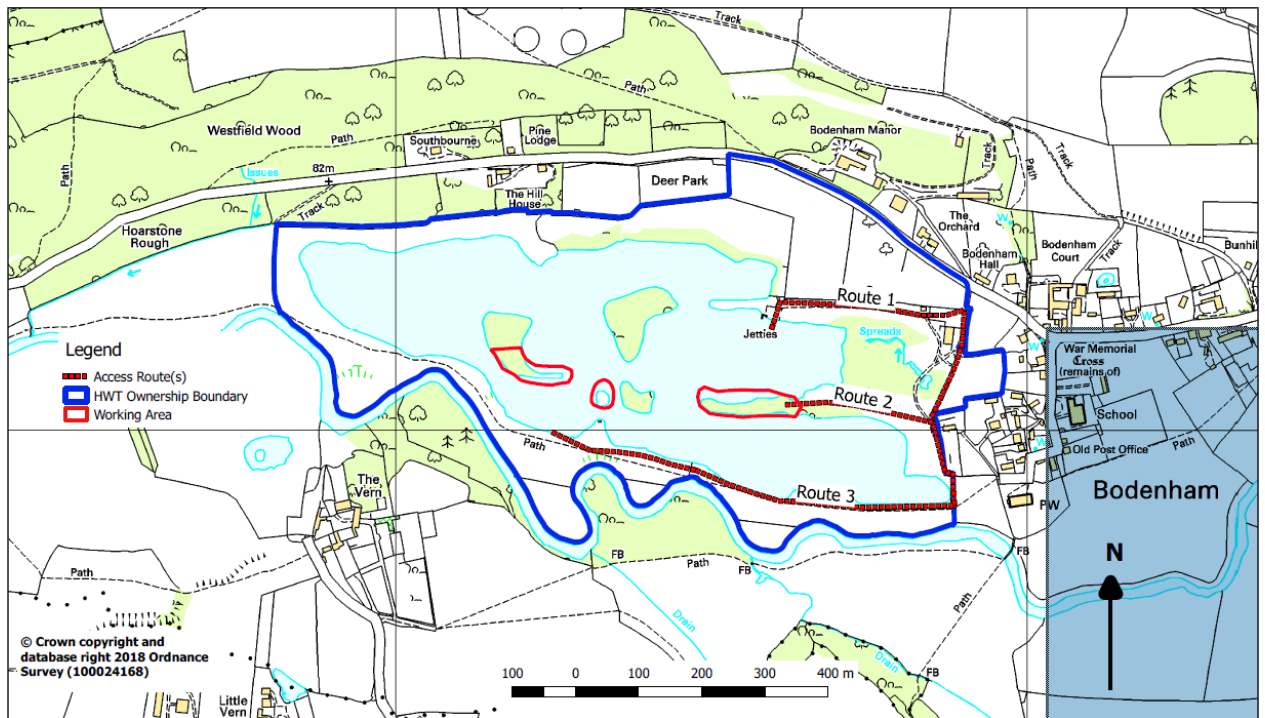 Track
Path
Westfield Wood
Path
Southbourne
Pine
Lodge
Bodenham Manor
Track
Path
Track
Path
Issues
82m
Track
The Hill
House
Deer Park
Hoarstone
Rough
The
Orchard
W
Bodenham
Hall
Bodenham
Court
Track
Bunhil
Route 1
Jetties
Spreads
W
W
War Memorial
Cross
(remains of)
Legend
Access Route(s)
HWT Ownership Boundary
Working Area
Route 2
School
W
Old Post Office
Path
Path
The
Vern
Route 3
Bodenham
PW
FB
Path
FB
FB
N
Path
Path
Drain
Drain
FB
© Crown copyright and
database right 2018 Ordnance
Survey (100024168)
Little
Vern
100 0 100 200 300 400 m